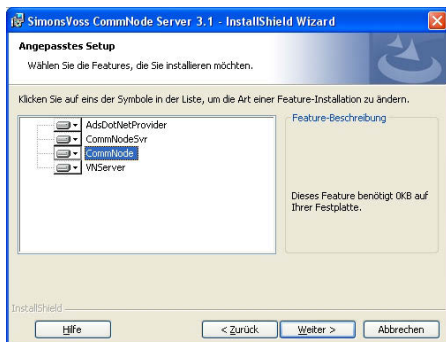 SimonsVoss CommNode Server 3.1 - InstallShield Wizard
Angepasstes Setup
Wählen Sie die Features, die Sie installieren möchten.
Klicken Sie auf eins der Symbole in der Liste, um die Art einer Feature-Installation zu ändern.
AdsDotNetProvider
CommNodeSvr
CommNode
VNServer
Feature-Beschreibung
Dieses Feature benötigt 0KB auf
Ihrer Festplatte.
InstallShield
Hilfe
< Zurück
Weiter >
Abbrechen